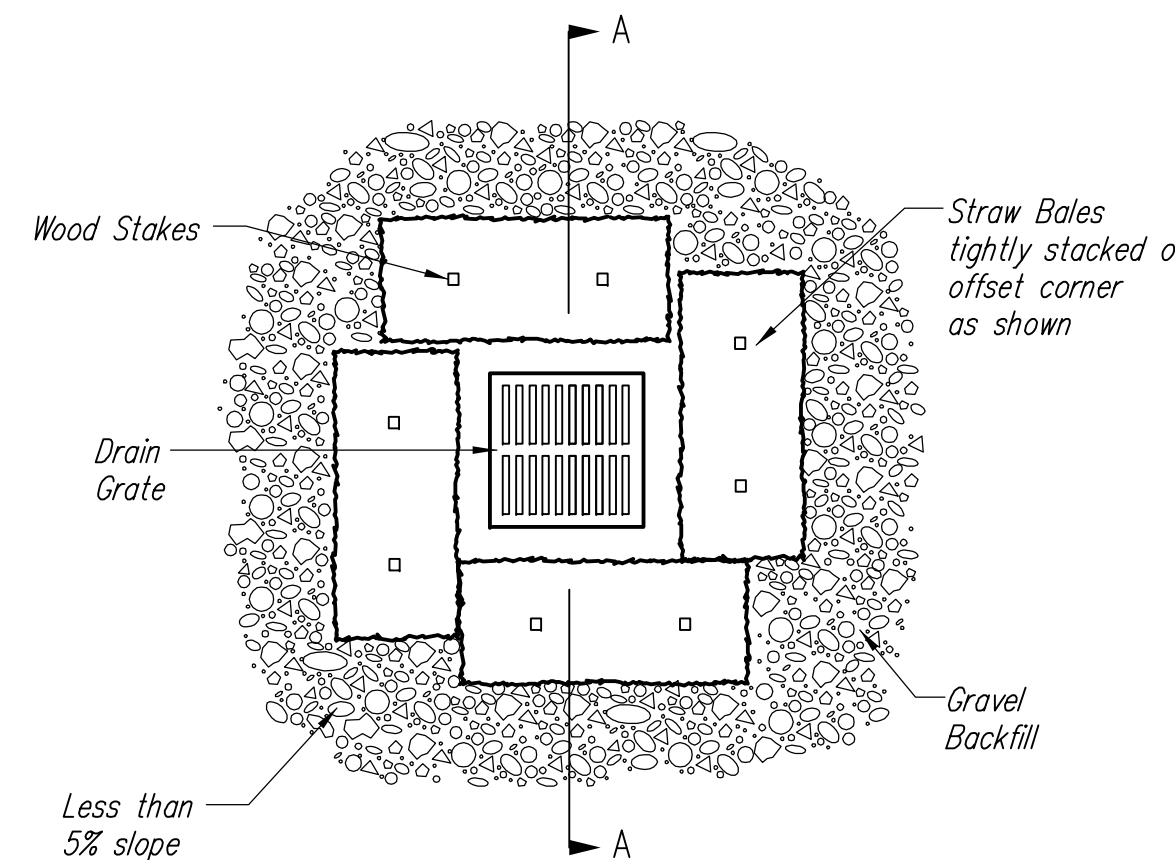 A
Wood Stakes
Straw Bales
tightly stacked o
offset corner
as shown
Drain
Grate
Gravel
Backfill
Less than
5% slope
A